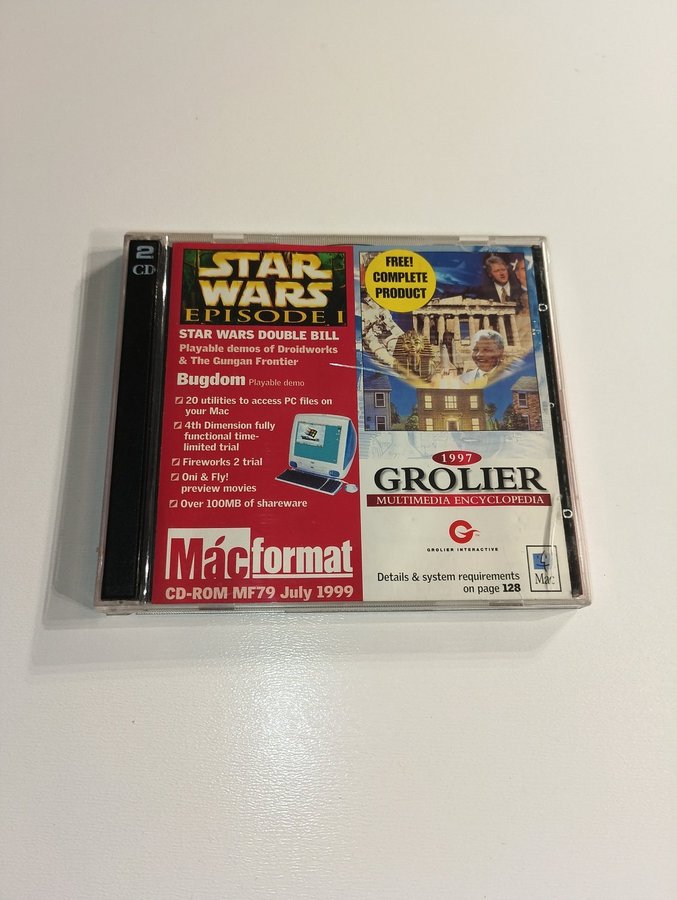 2
CD
STAR
WARS
EPISODE I
STAR WARS DOUBLE BILL
Playable demos of Droidworks
& The Gungan Frontier
Bugdom Playable demo
20 utilities to access PC files on
your Mac
4th Dimension fully
functional time-
limited trial
Fireworks 2 trial
Oni & Fly!
preview movies
Over 100MB of shareware
Mácformat
CD-ROM MF79 July 1999
FREE!
COMPLETE
PRODUCT
1997
GROLIER
MULTIMEDIA ENCYCLOPEDIA
G
GROLIER INTERACTIVE
Details & system requirements
on page 128
Mac